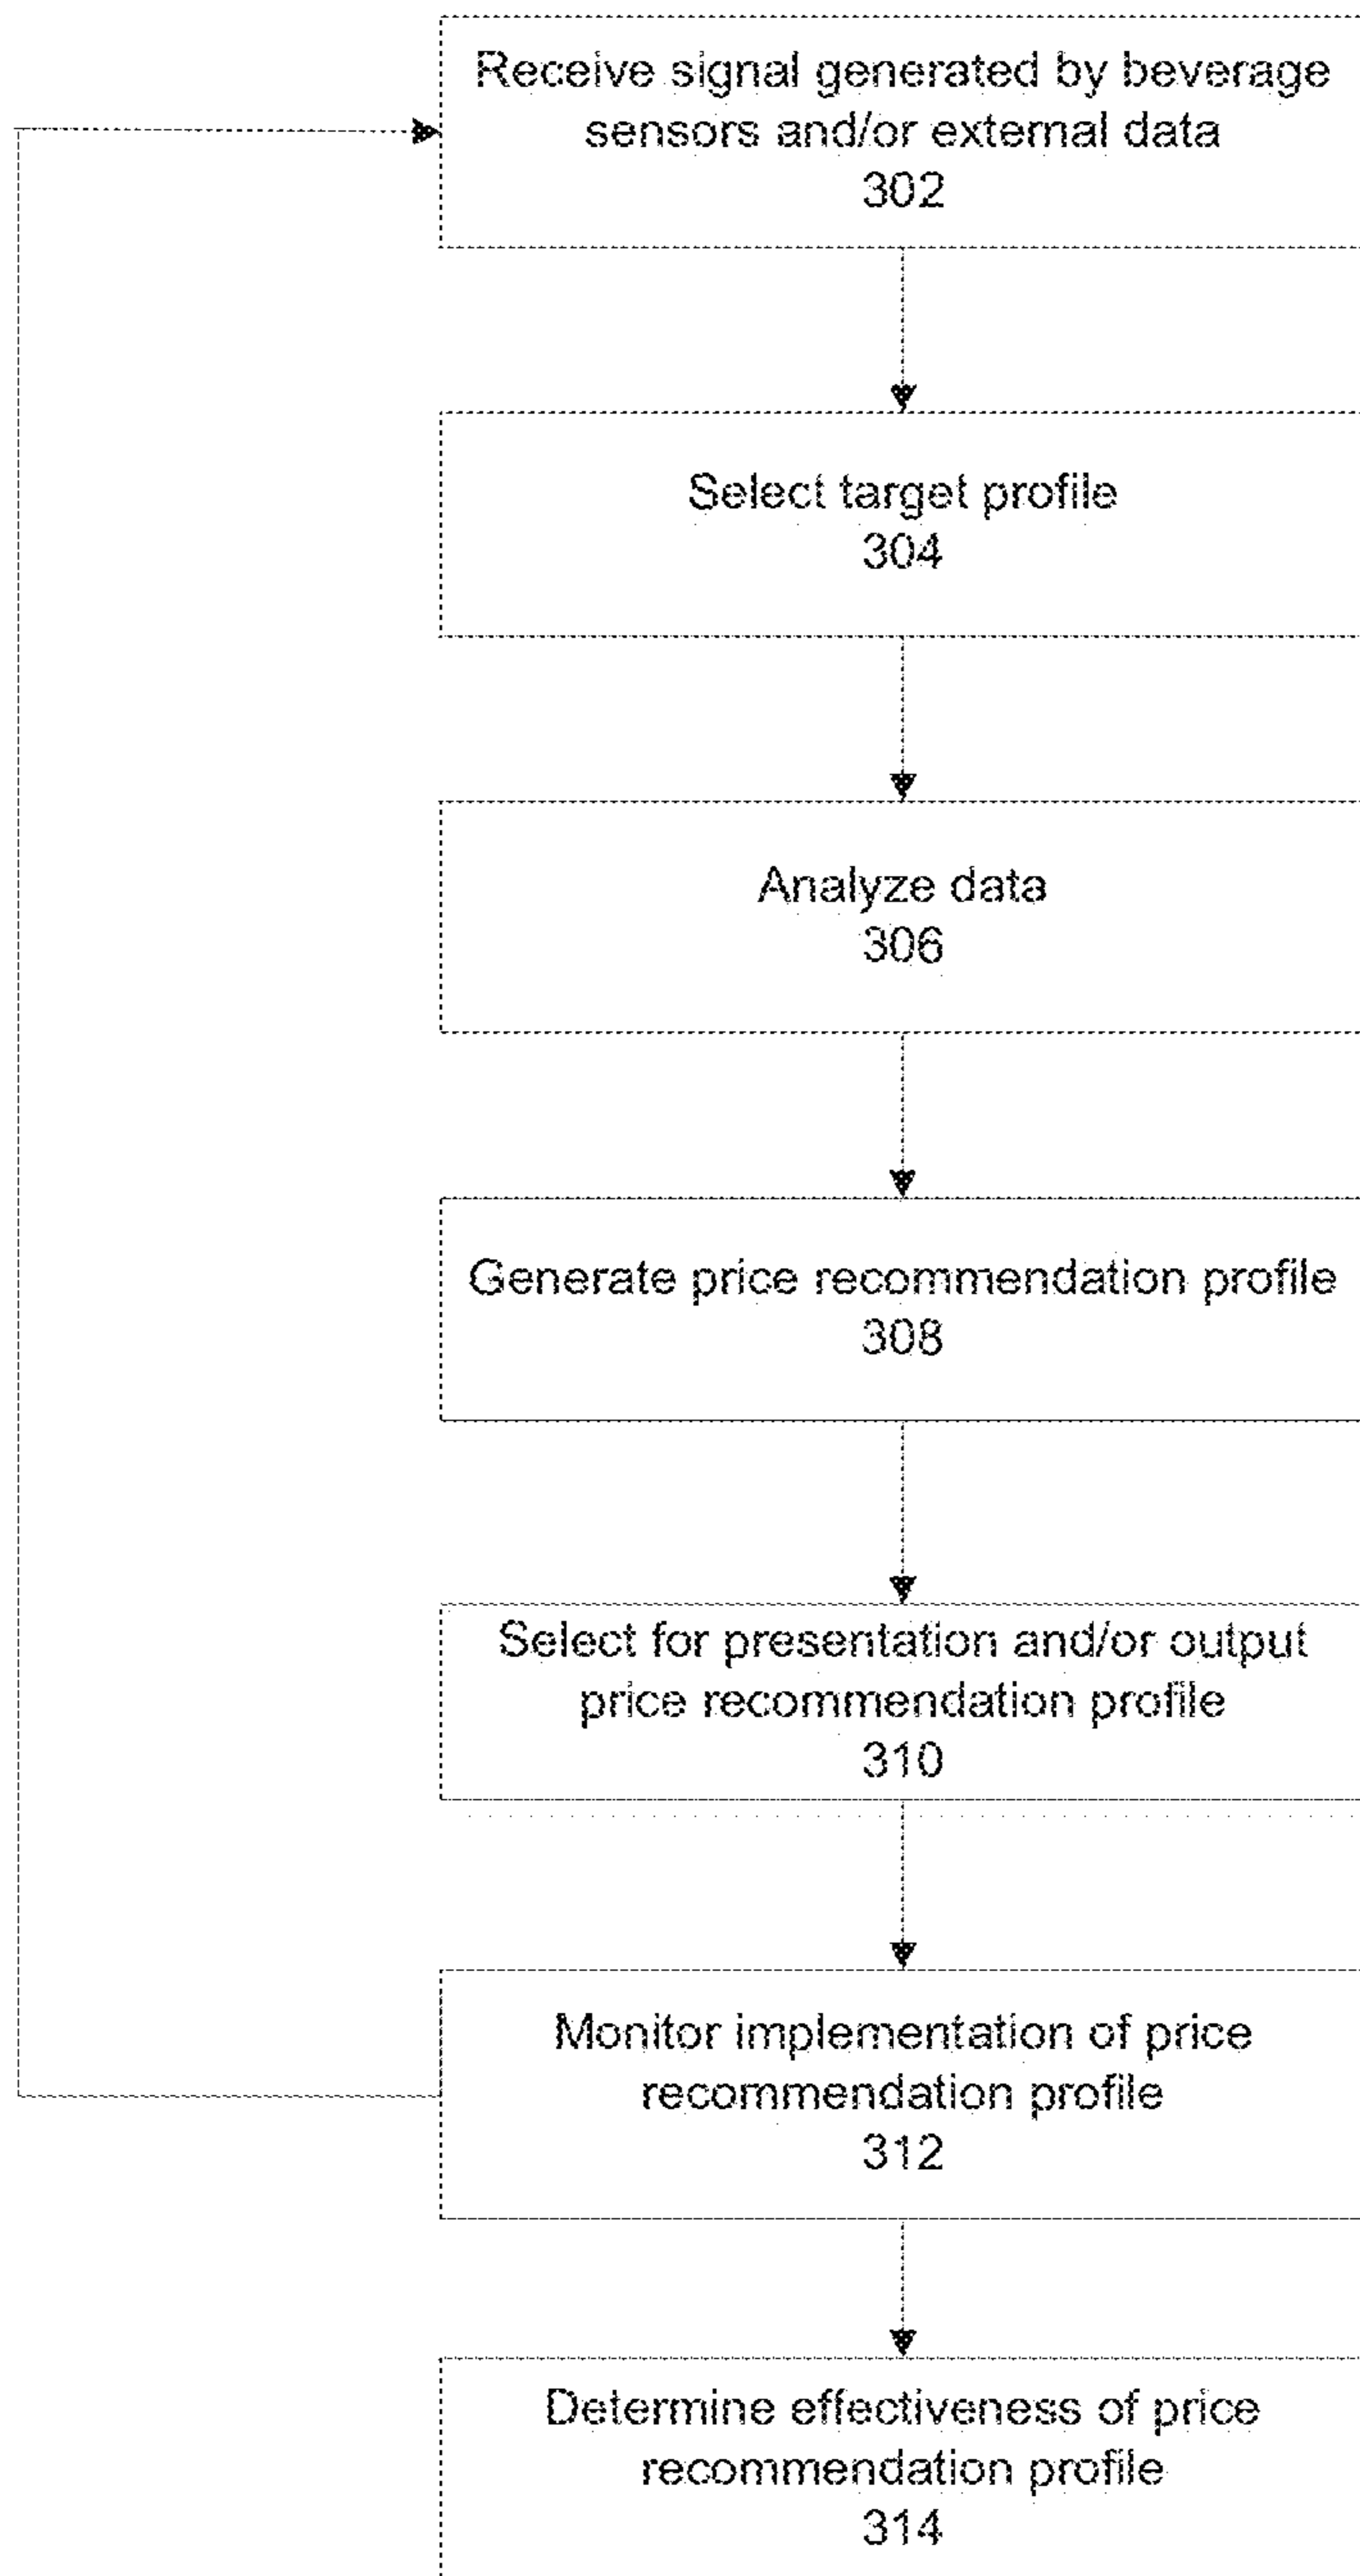 Receive signal generated by beverage
sensors and/or external data
302
Select target profile
304
Analyze data
306
Generate price recommendation profile
308
Select for presentation and/or output
price recommendation profile
310
Monitor implementation of price
recommendation profile
312
Determine effectiveness of price
recommendation profile
314